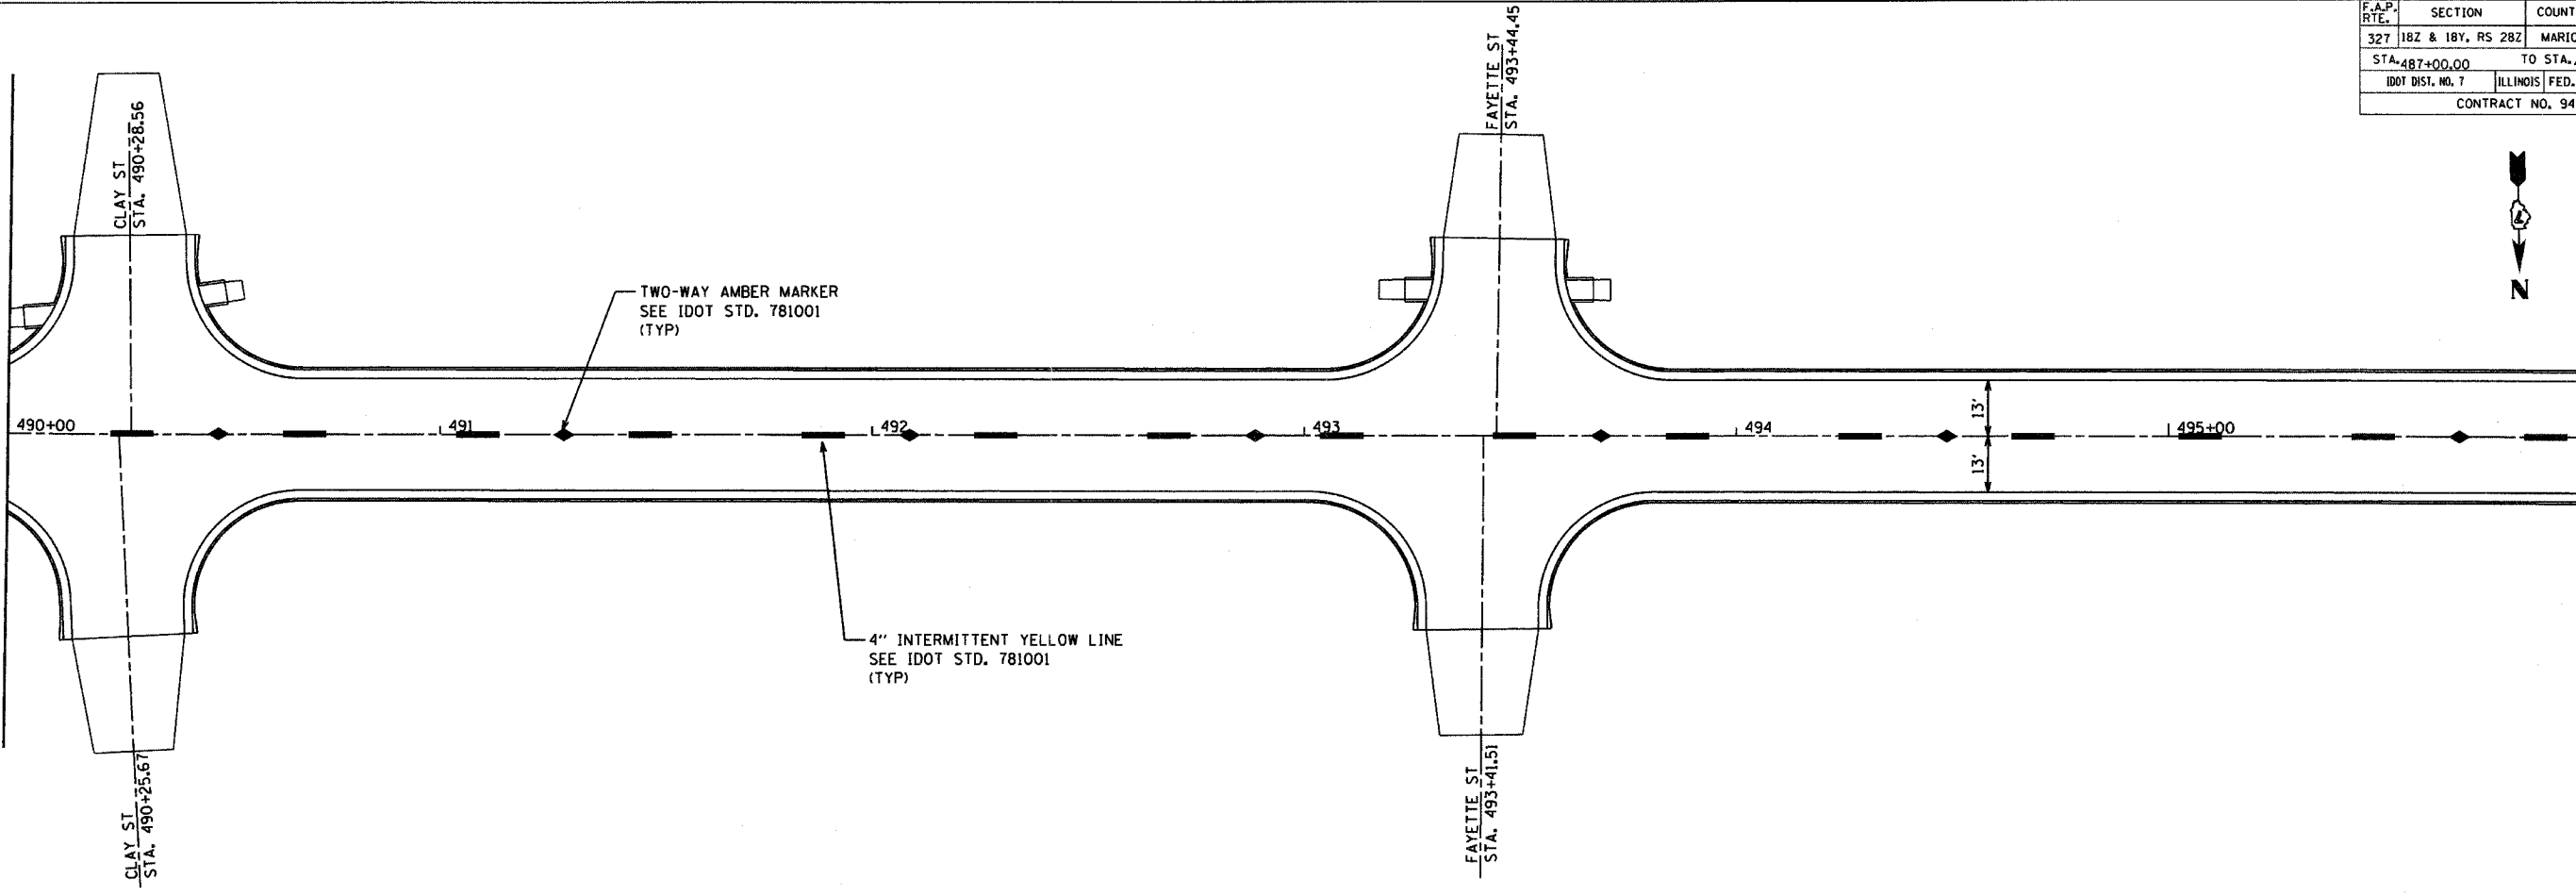 F.A.P. RTE. SECTION COUNT
327 18Z & 18Y, RS 28Z MARIO
STA. 487+00.00 TO STA.
IDOT DIST. NO. 7 ILLINOIS FED.
CONTRACT NO. 94
CLAY ST
STA. 490+28.56
FAYETTE ST
STA. 493+44.45
N
TWO-WAY AMBER MARKER
SEE IDOT STD. 781001
(TYP)
490+00 491 492 493 494 495+00
13'
13'
4" INTERMITTENT YELLOW LINE
SEE IDOT STD. 781001
(TYP)
CLAY ST
STA. 490+25.67
FAYETTE ST
STA. 493+41.51